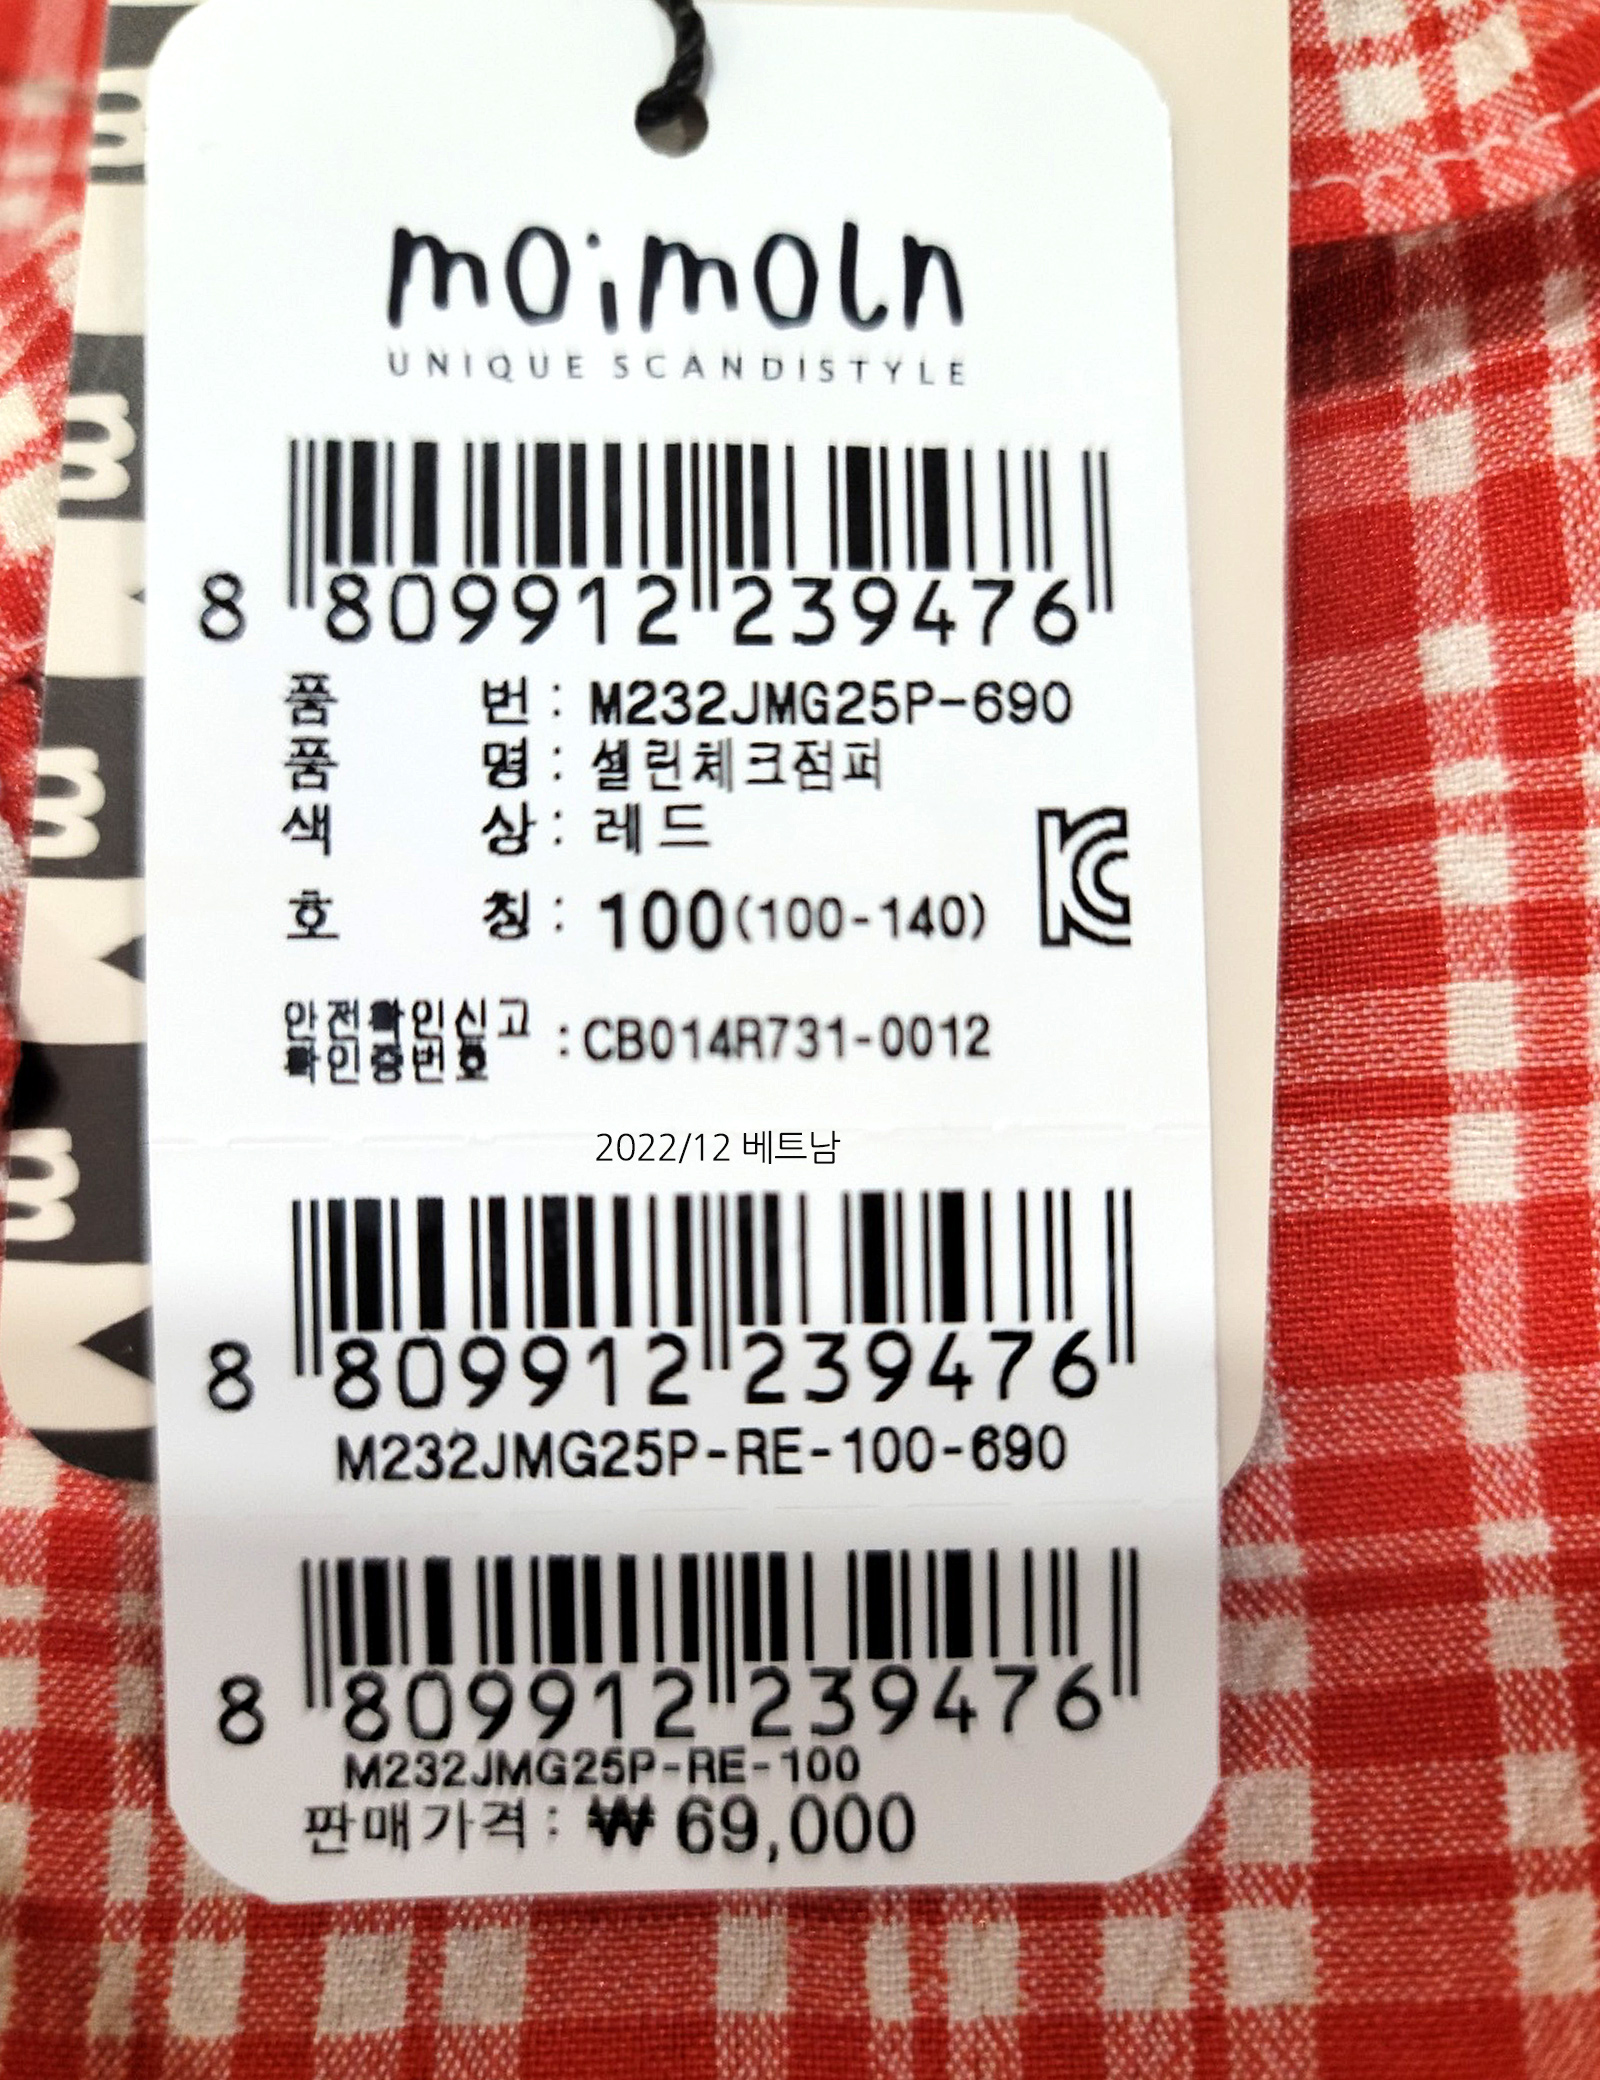 moimoln
UNIQUE SCANDISTYLE
8 809912 239476
품 번 : M232JMG25P-690
품 명 : 셀린체크점퍼
색 상 : 레드
호 칭 : 100(100-140)
안전확인신고
확인증번호 : CB014R731-0012
2022/12 베트남
8 809912 239476
M232JMG25P-RE-100-690
8 809912 239476
M232JMG25P-RE-100
판매가격 : ₩ 69,000